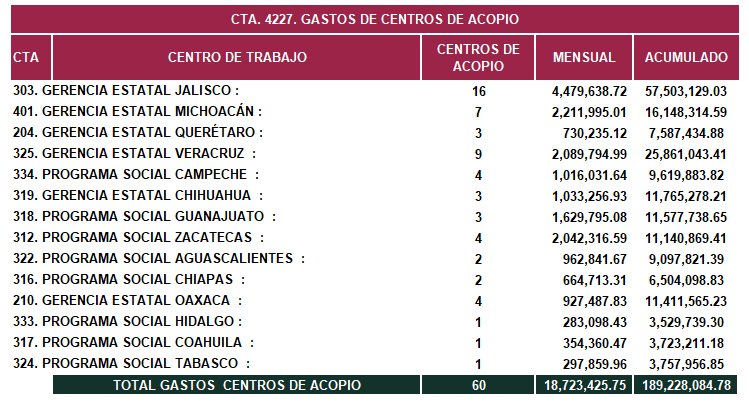 CTA. 4227. GASTOS DE CENTROS DE ACOPIO
CTA CENTRO DE TRABAJO CENTROS DE ACOPIO MENSUAL ACUMULADO
303. GERENCIA ESTATAL JALISCO : 16 4,479,638.72 57,503,129.03
401. GERENCIA ESTATAL MICHOACÁN : 7 2,211,995.01 16,148,314.59
204. GERENCIA ESTATAL QUERÉTARO : 3 730,235.12 7,587,434.88
325. GERENCIA ESTATAL VERACRUZ : 9 2,089,794.99 25,861,043.41
334. PROGRAMA SOCIAL CAMPECHE : 4 1,016,031.64 9,619,883.82
319. GERENCIA ESTATAL CHIHUAHUA : 3 1,033,256.93 11,765,278.21
318. PROGRAMA SOCIAL GUANAJUATO : 3 1,629,795.08 11,577,738.65
312. PROGRAMA SOCIAL ZACATECAS : 4 2,042,316.59 11,140,869.41
322. PROGRAMA SOCIAL AGUASCALIENTES : 2 962,841.67 9,097,821.39
316. PROGRAMA SOCIAL CHIAPAS : 2 664,713.31 6,504,098.83
210. GERENCIA ESTATAL OAXACA : 4 927,487.83 11,411,565.23
333. PROGRAMA SOCIAL HIDALGO : 1 283,098.43 3,529,739.30
317. PROGRAMA SOCIAL COAHUILA : 1 354,360.47 3,723,211.18
324. PROGRAMA SOCIAL TABASCO : 1 297,859.96 3,757,956.85
TOTAL GASTOS CENTROS DE ACOPIO 60 18,723,425.75 189,228,084.78